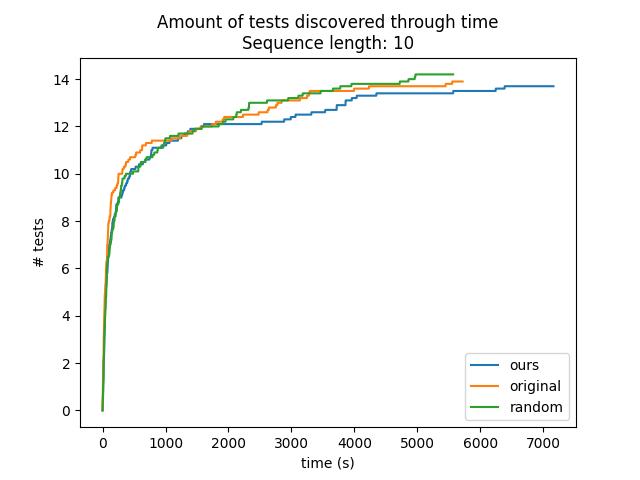 Amount of tests discovered through time
Sequence length: 10
14
12
10
8
6
4
2
0
# tests
0 1000 2000 3000 4000 5000 6000 7000
time (s)
ours
original
random